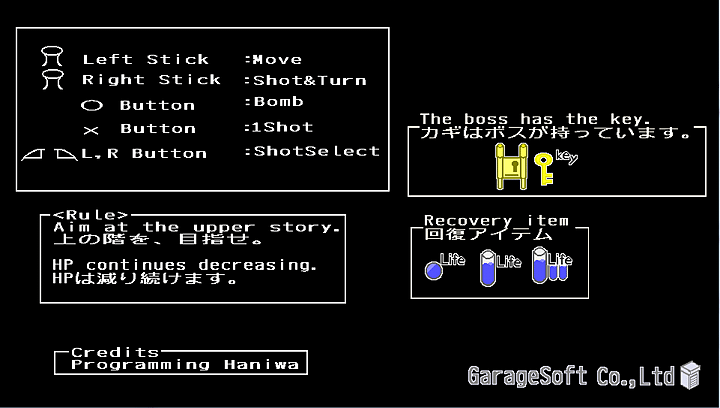 Left Stick :Move
Right Stick :Shot&Turn
○ Button :Bomb
× Button :1Shot
L,R Button :ShotSelect
The boss has the key.
カギはボスが持っています。
key
<Rule>
Aim at the upper story.
上の階を、目指せ。
HP continues decreasing.
HPは減り続けます。
Recovery item
回復アイテム
Life
Life
Life
Credits
Programming Haniwa
GarageSoft Co.,Ltd